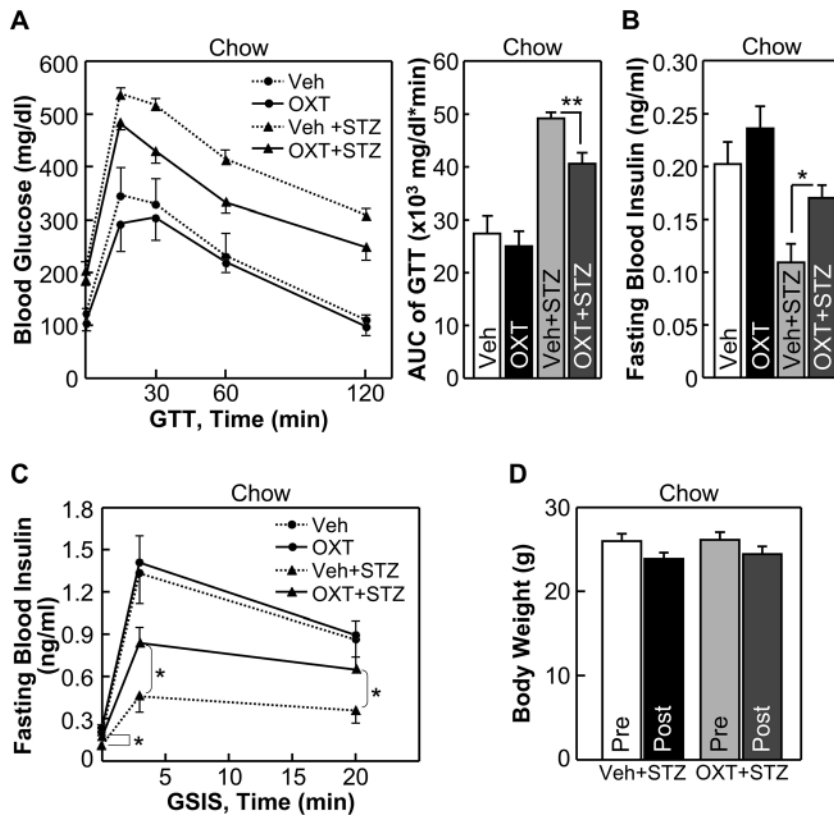 A
Chow
Blood Glucose (mg/dl)
600
500
400
300
200
100
0
Veh
OXT
Veh +STZ
OXT+STZ
30
60
120
GTT, Time (min)
Chow
AUC of GTT (x10³ mg/dl*min)
60
50
40
30
20
10
0
**
Veh
OXT
Veh+STZ
OXT+STZ
B
Chow
Fasting Blood Insulin (ng/ml)
0.30
0.25
0.20
0.15
0.10
0.05
0.00
*
Veh
OXT
Veh+STZ
OXT+STZ
C
Chow
Fasting Blood Insulin
(ng/ml)
1.8
1.5
1.2
0.9
0.6
0.3
0
Veh
OXT
Veh+STZ
OXT+STZ
*
*
*
5
10
15
20
GSIS, Time (min)
D
Chow
Body Weight (g)
30
20
10
0
Pre
Post
Pre
Post
Veh+STZ OXT+STZ